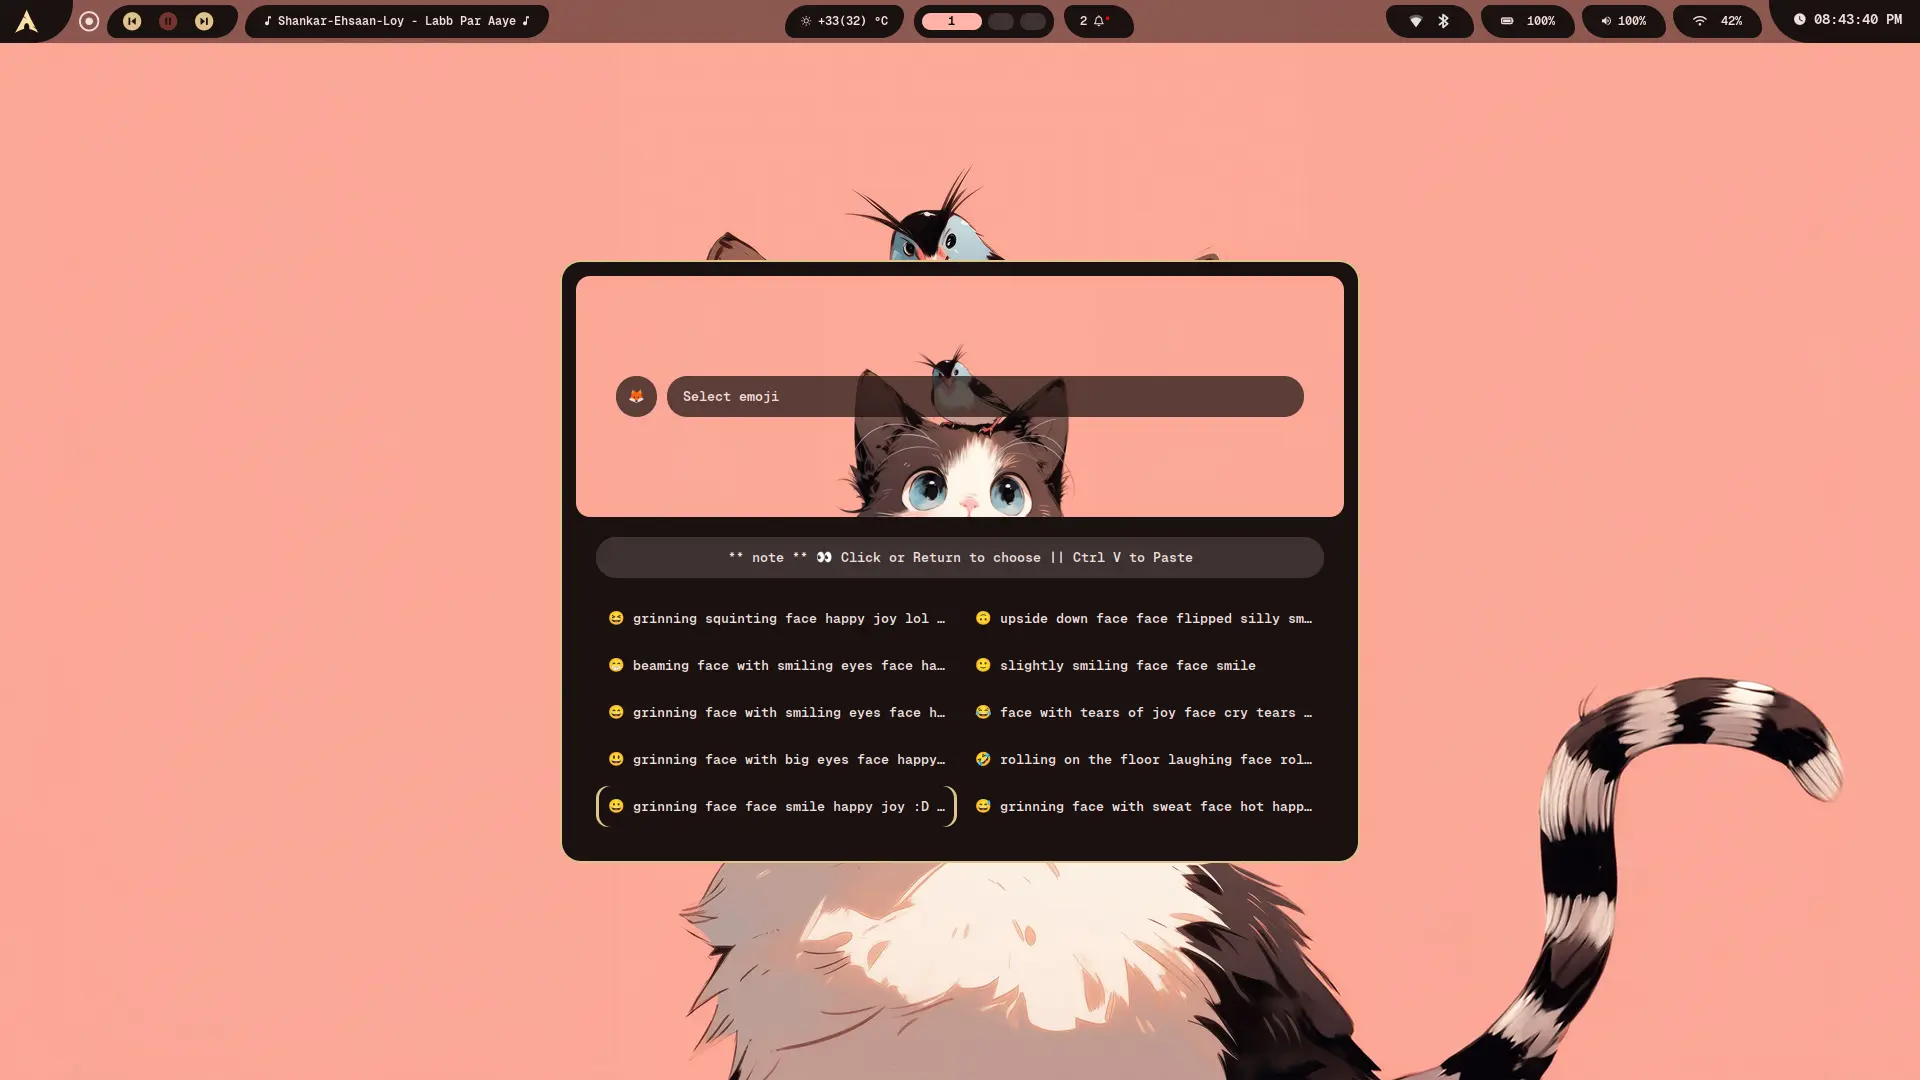 ♪ Shankar-Ehsaan-Loy - Labb Par Aaye ♪
+33(32) °C
1
2
100%
100%
42%
08:43:40 PM
Select emoji
** note ** 👀 Click or Return to choose || Ctrl V to Paste
😆 grinning squinting face happy joy lol …
🙃 upside down face face flipped silly sm…
😁 beaming face with smiling eyes face ha…
🙂 slightly smiling face face smile
😄 grinning face with smiling eyes face h…
😂 face with tears of joy face cry tears …
😃 grinning face with big eyes face happy…
🤣 rolling on the floor laughing face rol…
😀 grinning face face smile happy joy :D …
😅 grinning face with sweat face hot happ…